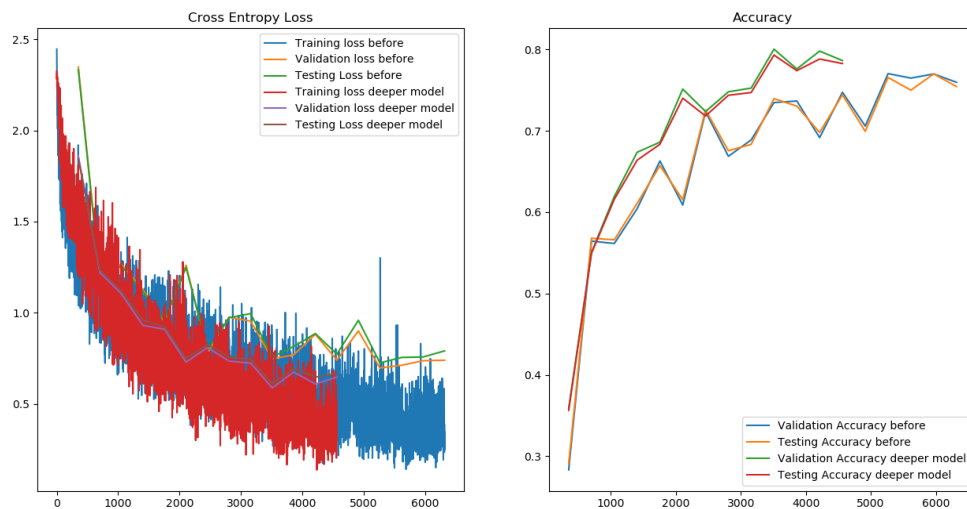 Cross Entropy Loss
2.5
2.0
1.5
1.0
0.5
0
1000
2000
3000
4000
5000
6000
Training loss before
Validation loss before
Testing Loss before
Training loss deeper model
Validation loss deeper model
Testing Loss deeper model
Accuracy
0.8
0.7
0.6
0.5
0.4
0.3
1000
2000
3000
4000
5000
6000
Validation Accuracy before
Testing Accuracy before
Validation Accuracy deeper model
Testing Accuracy deeper model